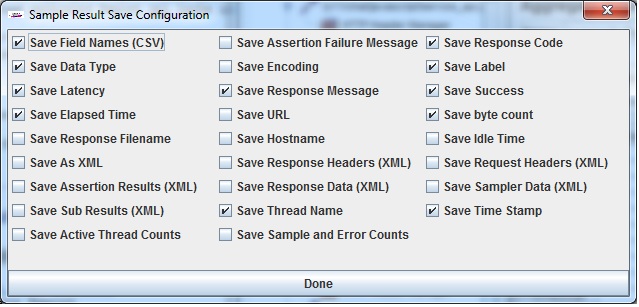 Sample Result Save Configuration
Save Field Names (CSV) Save Assertion Failure Message Save Response Code
Save Data Type Save Encoding Save Label
Save Latency Save Response Message Save Success
Save Elapsed Time Save URL Save byte count
Save Response Filename Save Hostname Save Idle Time
Save As XML Save Response Headers (XML) Save Request Headers (XML)
Save Assertion Results (XML) Save Response Data (XML) Save Sampler Data (XML)
Save Sub Results (XML) Save Thread Name Save Time Stamp
Save Active Thread Counts Save Sample and Error Counts
Done